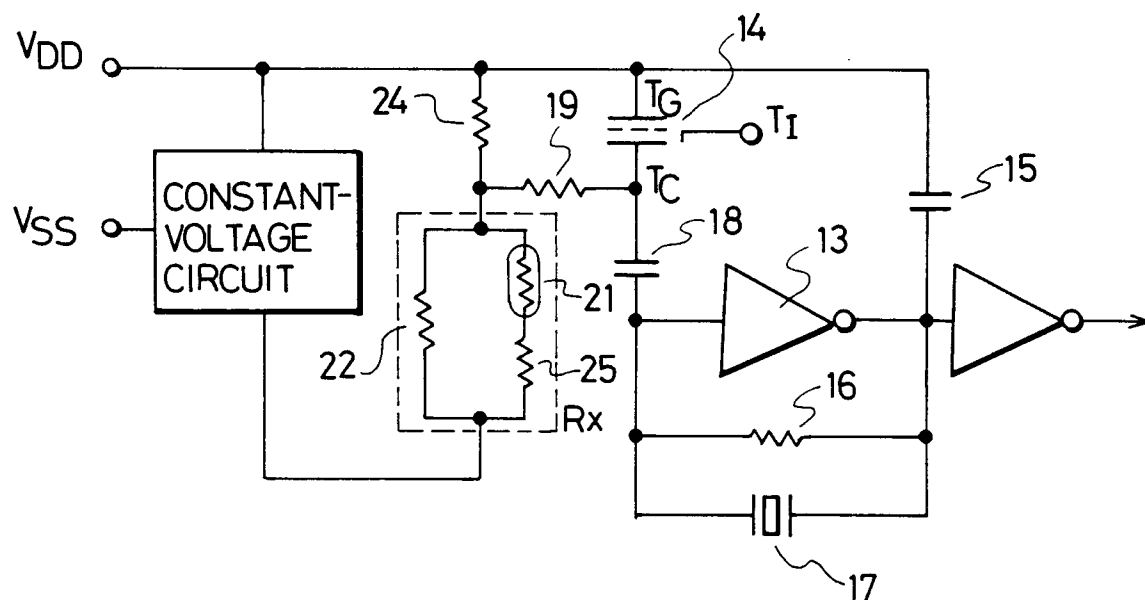 14
VDD
TG
24
19
TI
TC
15
CONSTANT-
VOLTAGE
CIRCUIT
VSS
18
13
21
22
25
16
Rx
17